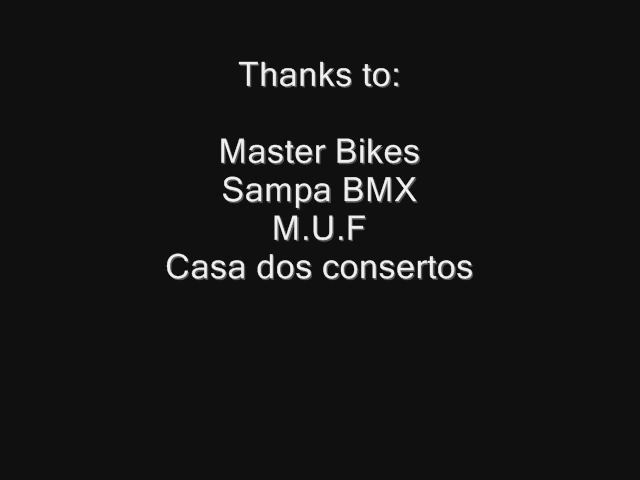 Thanks to:
Master Bikes
Sampa BMX
M.U.F
Casa dos consertos